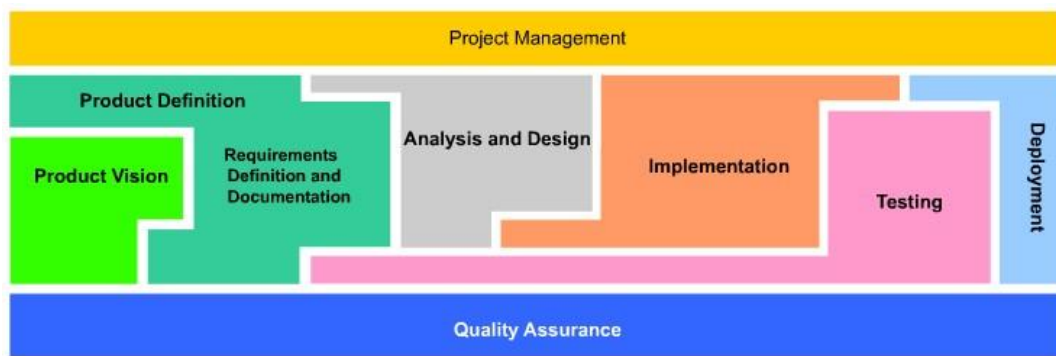 Project Management
Product Definition
Product Vision
Requirements
Definition and
Documentation
Analysis and Design
Implementation
Testing
Deployment
Quality Assurance